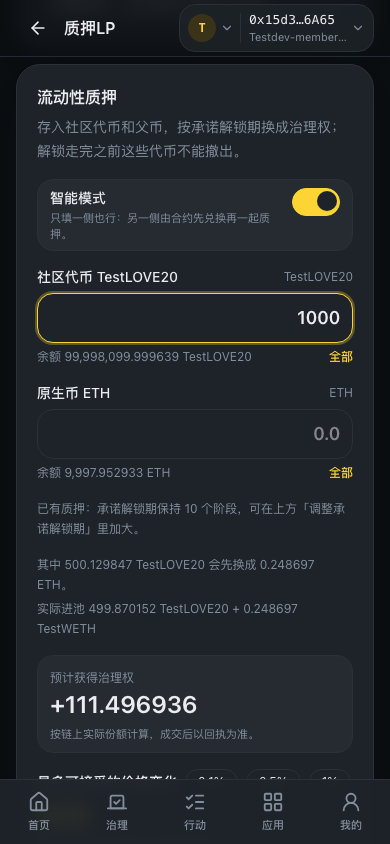 质押LP
T
0x15d3…6A65
Testdev-member…
流动性质押
存入社区代币和父币，按承诺解锁期换成治理权；
解锁走完之前这些代币不能撤出。
智能模式
只填一侧也行：另一侧由合约先兑换再一起质
押。
社区代币 TestLOVE20
TestLOVE20
1000
余额 99,998,099.999639 TestLOVE20
全部
原生币 ETH
ETH
0.0
余额 9,997.952933 ETH
全部
已有质押：承诺解锁期保持 10 个阶段，可在上方「调整承
诺解锁期」里加大。
其中 500.129847 TestLOVE20 会先换成 0.248697
ETH。
实际进池 499.870152 TestLOVE20 + 0.248697
TestWETH
预计获得治理权
+111.496936
按链上实际份额计算，成交后以回执为准。
首页
治理
行动
应用
我的